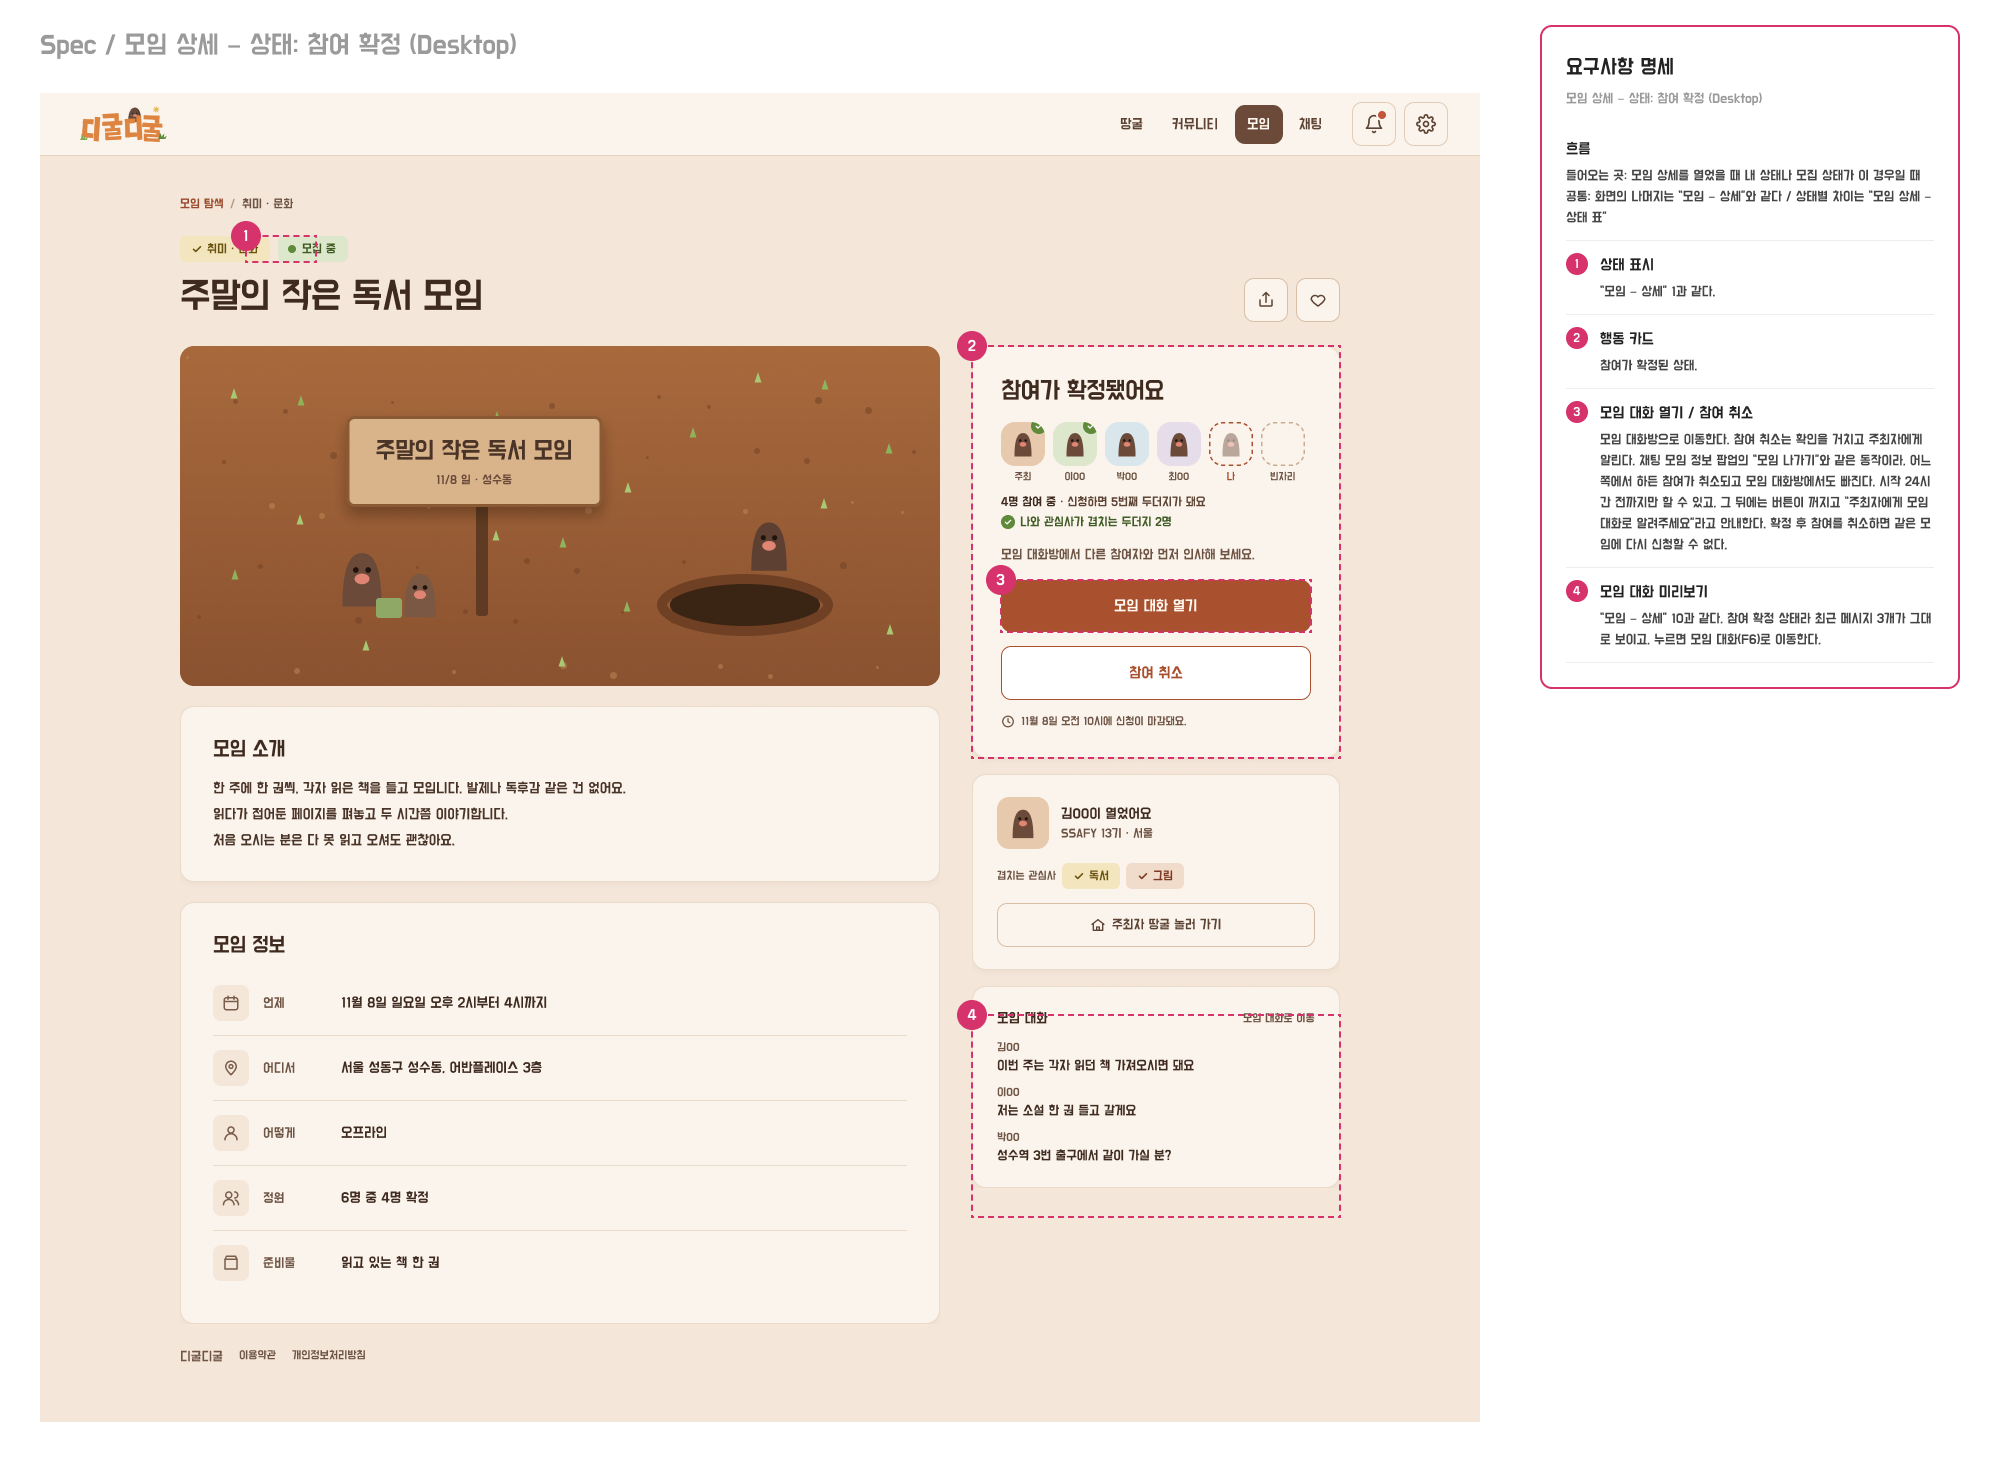 Spec / 모임 상세 – 상태: 참여 확정 (Desktop)
디굴디굴
땅굴
커뮤니티
모임
채팅
모임 탐색 / 취미 · 문화
1
취미 · 문화
모집 중
주말의 작은 독서 모임
주말의 작은 독서 모임
11/8 일 · 성수동
모임 소개
한 주에 한 권씩, 각자 읽은 책을 들고 모입니다. 발제나 독후감 같은 건 없어요.
읽다가 접어둔 페이지를 펴놓고 두 시간쯤 이야기합니다.
처음 오시는 분은 다 못 읽고 오셔도 괜찮아요.
모임 정보
언제
11월 8일 일요일 오후 2시부터 4시까지
어디서
서울 성동구 성수동, 어반플레이스 3층
어떻게
오프라인
정원
6명 중 4명 확정
준비물
읽고 있는 책 한 권
디굴디굴
이용약관
개인정보처리방침
2
참여가 확정됐어요
주최
이OO
박OO
최OO
나
빈자리
4명 참여 중 · 신청하면 5번째 두더지가 돼요
나와 관심사가 겹치는 두더지 2명
모임 대화방에서 다른 참여자와 먼저 인사해 보세요.
3
모임 대화 열기
참여 취소
11월 8일 오전 10시에 신청이 마감돼요.
김OO이 열었어요
SSAFY 13기 · 서울
겹치는 관심사
독서
그림
주최자 땅굴 놀러 가기
4
모임 대화
모임 대화로 이동
김OO
이번 주는 각자 읽던 책 가져오시면 돼요
이OO
저는 소설 한 권 들고 갈게요
박OO
성수역 3번 출구에서 같이 가실 분?
요구사항 명세
모임 상세 – 상태: 참여 확정 (Desktop)
흐름
들어오는 곳: 모임 상세를 열었을 때 내 상태나 모집 상태가 이 경우일 때
공통: 화면의 나머지는 "모임 – 상세"와 같다 / 상태별 차이는 "모임 상세 –
상태 표"
1
상태 표시
"모임 – 상세" 1과 같다.
2
행동 카드
참여가 확정된 상태.
3
모임 대화 열기 / 참여 취소
모임 대화방으로 이동한다. 참여 취소는 확인을 거치고 주최자에게
알린다. 채팅 모임 정보 팝업의 "모임 나가기"와 같은 동작이라, 어느
쪽에서 하든 참여가 취소되고 모임 대화방에서도 빠진다. 시작 24시
간 전까지만 할 수 있고, 그 뒤에는 버튼이 꺼지고 "주최자에게 모임
대화로 알려주세요"라고 안내한다. 확정 후 참여를 취소하면 같은 모
임에 다시 신청할 수 없다.
4
모임 대화 미리보기
"모임 – 상세" 10과 같다. 참여 확정 상태라 최근 메시지 3개가 그대
로 보이고, 누르면 모임 대화(F6)로 이동한다.